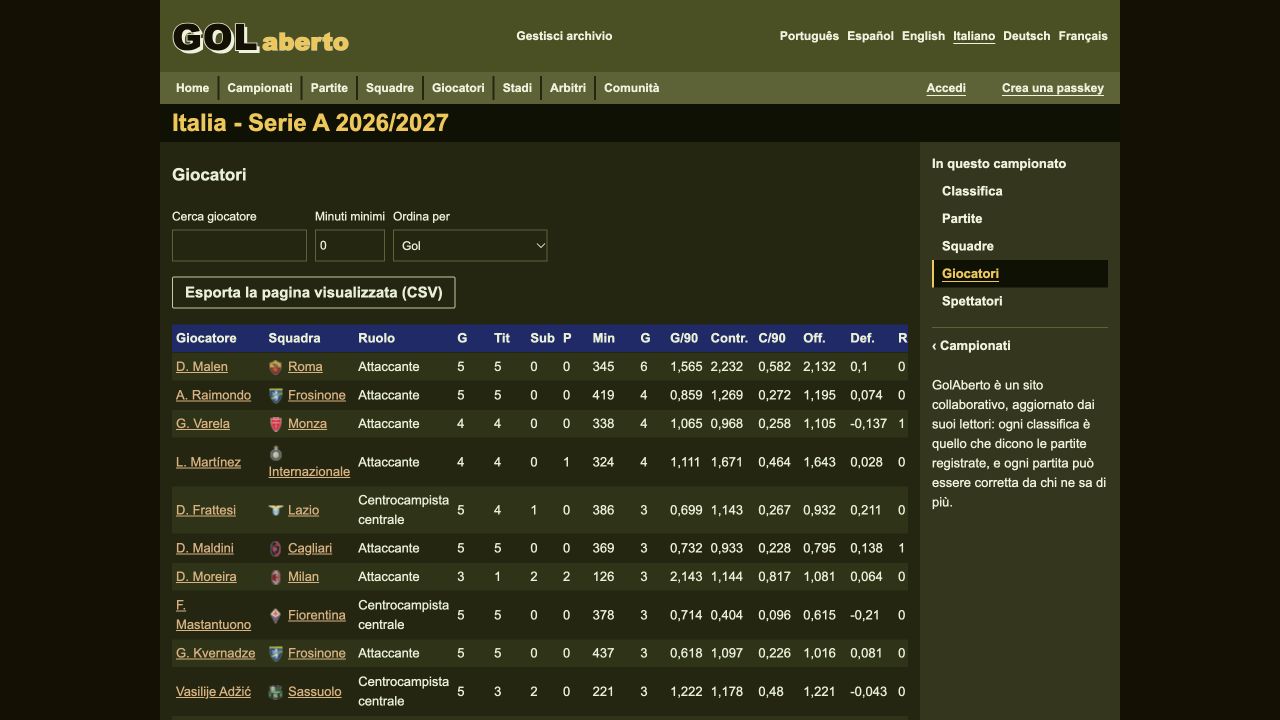 GOL aberto
Gestisci archivio
Português Español English Italiano Deutsch Français
Home Campionati Partite Squadre Giocatori Stadi Arbitri Comunità
Accedi Crea una passkey
Italia - Serie A 2026/2027
Giocatori
Cerca giocatore Minuti minimi Ordina per
0 Gol
Esporta la pagina visualizzata (CSV)
Giocatore Squadra Ruolo G Tit Sub P Min G G/90 Contr. C/90 Off. Def. R
D. Malen Roma Attaccante 5 5 0 0 345 6 1,565 2,232 0,582 2,132 0,1 0
A. Raimondo Frosinone Attaccante 5 5 0 0 419 4 0,859 1,269 0,272 1,195 0,074 0
G. Varela Monza Attaccante 4 4 0 0 338 4 1,065 0,968 0,258 1,105 -0,137 1
L. Martínez Internazionale Attaccante 4 4 0 1 324 4 1,111 1,671 0,464 1,643 0,028 0
D. Frattesi Lazio Centrocampista centrale 5 4 1 0 386 3 0,699 1,143 0,267 0,932 0,211 0
D. Maldini Cagliari Attaccante 5 5 0 0 369 3 0,732 0,933 0,228 0,795 0,138 1
D. Moreira Milan Attaccante 3 1 2 2 126 3 2,143 1,144 0,817 1,081 0,064 0
F. Mastantuono Fiorentina Centrocampista centrale 5 5 0 0 378 3 0,714 0,404 0,096 0,615 -0,21 0
G. Kvernadze Frosinone Attaccante 5 5 0 0 437 3 0,618 1,097 0,226 1,016 0,081 0
Vasilije Adžić Sassuolo Centrocampista centrale 5 3 2 0 221 3 1,222 1,178 0,48 1,221 -0,043 0
In questo campionato
Classifica
Partite
Squadre
Giocatori
Spettatori
‹ Campionati
GolAberto è un sito
collaborativo, aggiornato dai
suoi lettori: ogni classifica è
quello che dicono le partite
registrate, e ogni partita può
essere corretta da chi ne sa di
più.